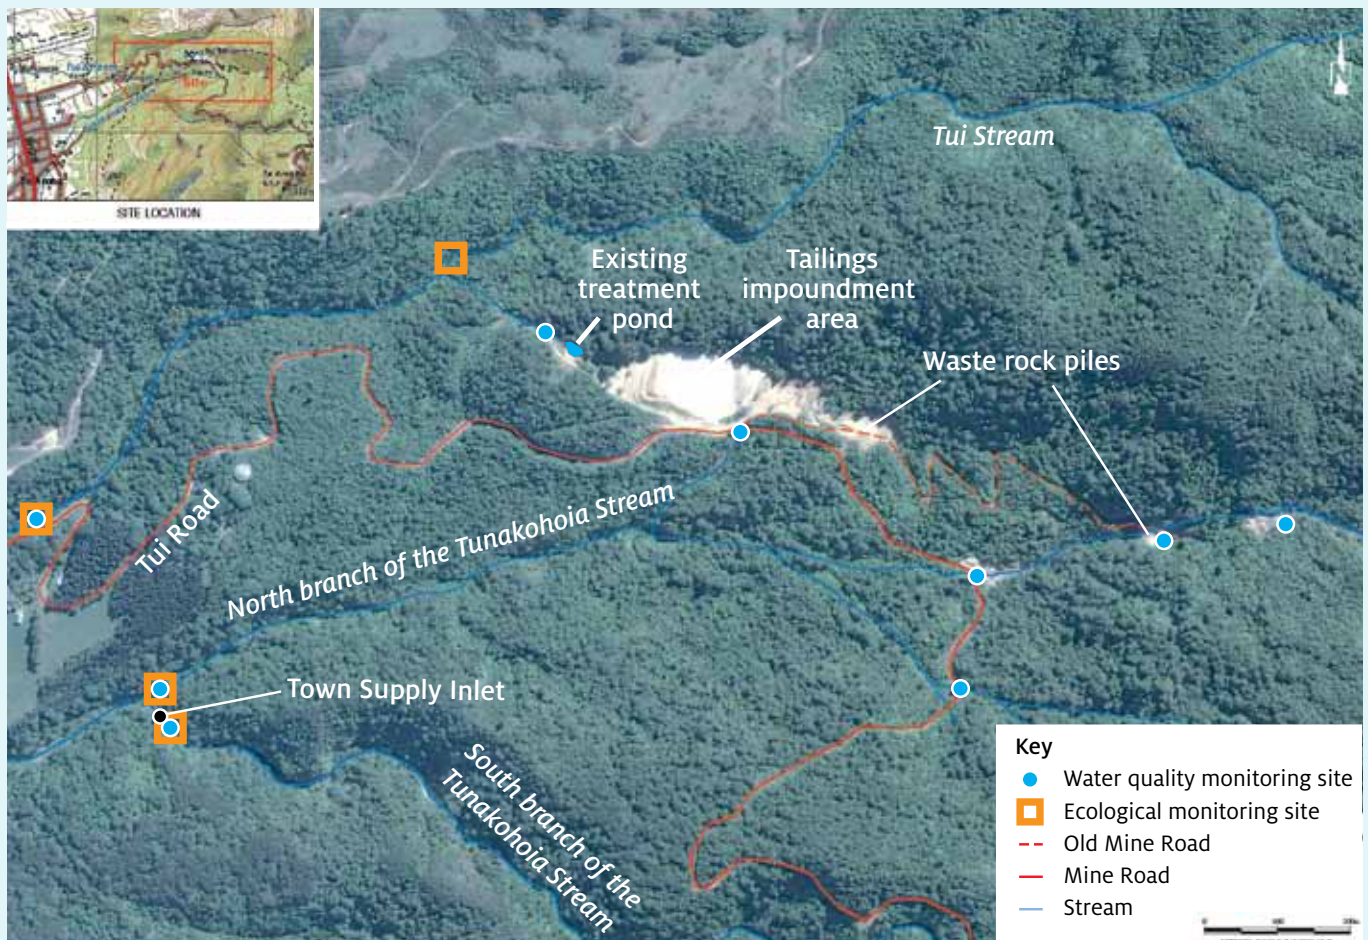 SITE LOCATION
N
Tui Stream
Existing
treatment
pond
Tailings
impoundment
area
Waste rock piles
Tui Road
North branch of the Tunakohoia Stream
Town Supply Inlet
South branch of the
Tunakohoia Stream
Key
Water quality monitoring site
Ecological monitoring site
Old Mine Road
Mine Road
Stream